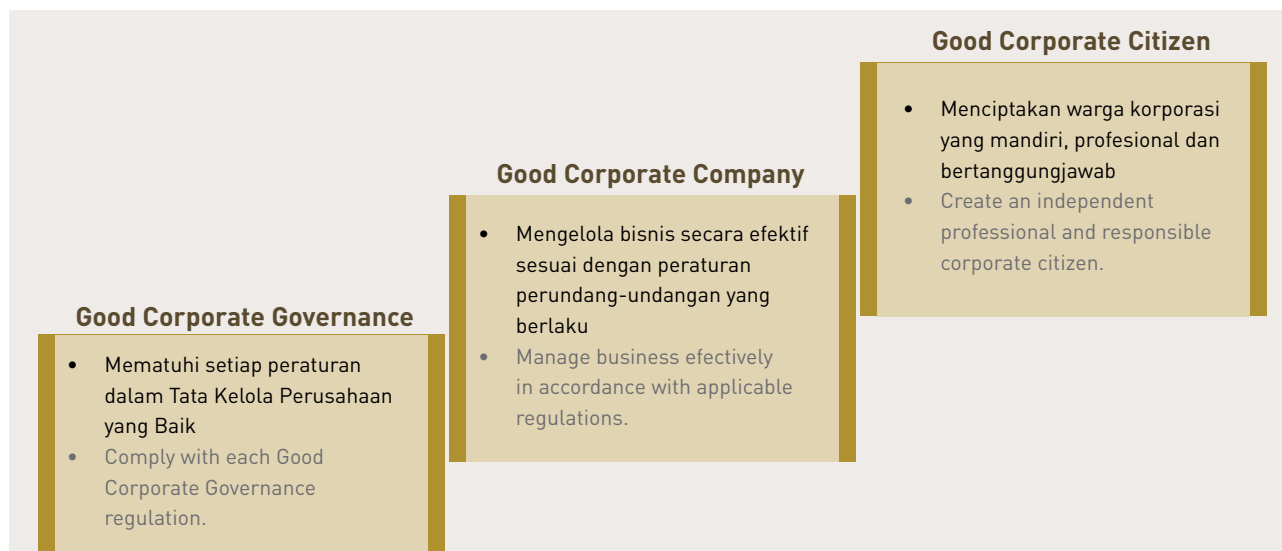 Good Corporate Citizen
• Menciptakan warga korporasi
yang mandiri, profesional dan
bertanggungjawab
• Create an independent
professional and responsible
corporate citizen.
Good Corporate Company
• Mengelola bisnis secara efektif
sesuai dengan peraturan
perundang-undangan yang
berlaku
• Manage business efectively
in accordance with applicable
regulations.
Good Corporate Governance
• Mematuhi setiap peraturan
dalam Tata Kelola Perusahaan
yang Baik
• Comply with each Good
Corporate Governance
regulation.